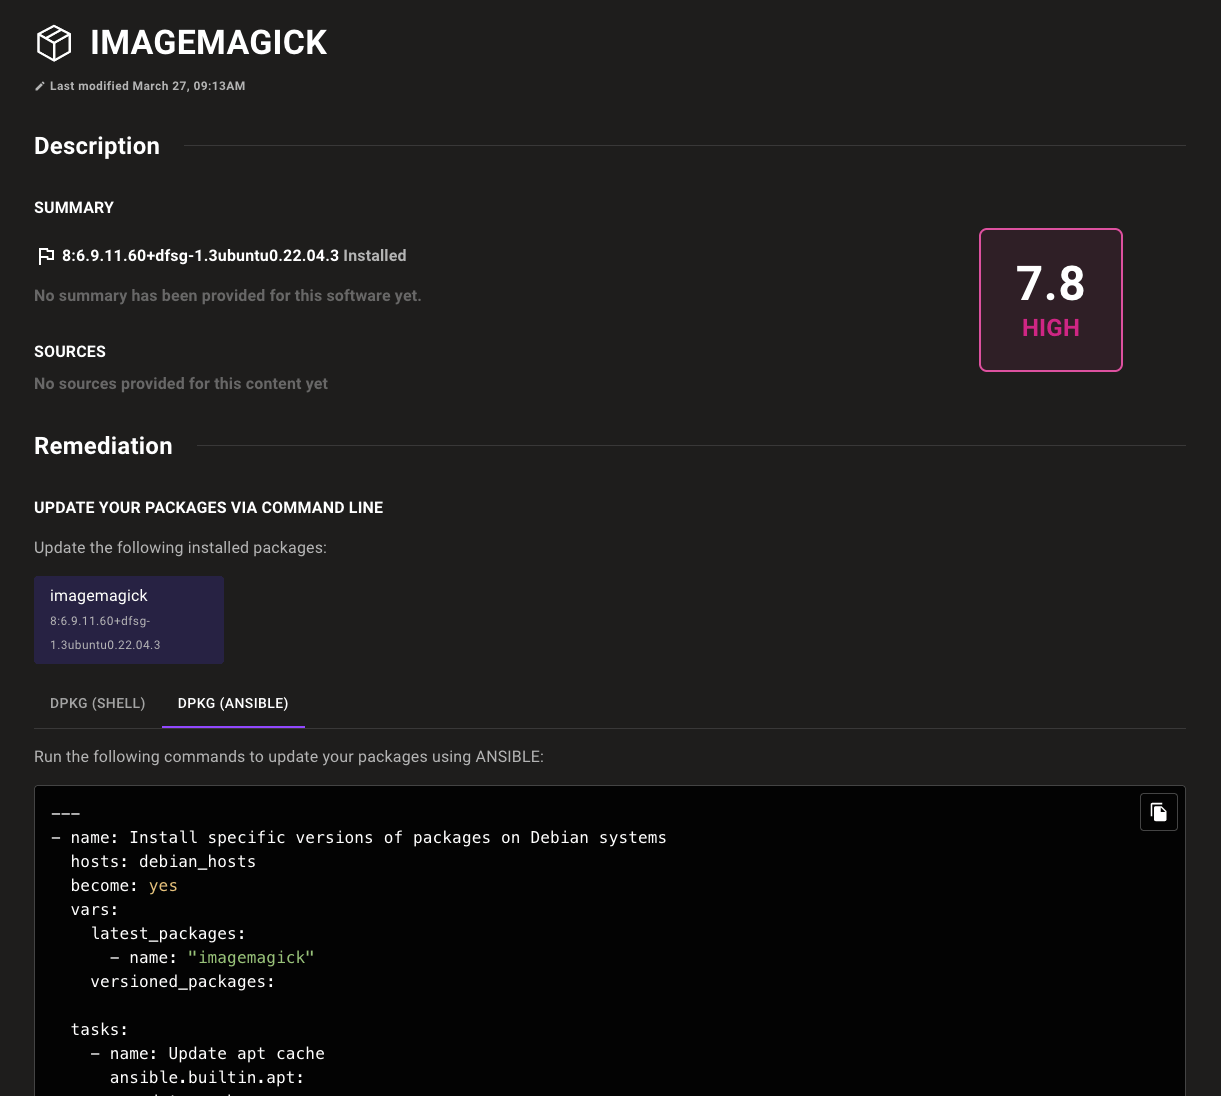 IMAGEMAGICK
Last modified March 27, 09:13AM
Description
SUMMARY
8:6.9.11.60+dfsg-1.3ubuntu0.22.04.3 Installed
No summary has been provided for this software yet.
7.8
HIGH
SOURCES
No sources provided for this content yet
Remediation
UPDATE YOUR PACKAGES VIA COMMAND LINE
Update the following installed packages:
imagemagick
8:6.9.11.60+dfsg-
1.3ubuntu0.22.04.3
DPKG (SHELL) DPKG (ANSIBLE)
Run the following commands to update your packages using ANSIBLE:
---
- name: Install specific versions of packages on Debian systems
  hosts: debian_hosts
  become: yes
  vars:
    latest_packages:
      - name: "imagemagick"
    versioned_packages:
  tasks:
    - name: Update apt cache
      ansible.builtin.apt: